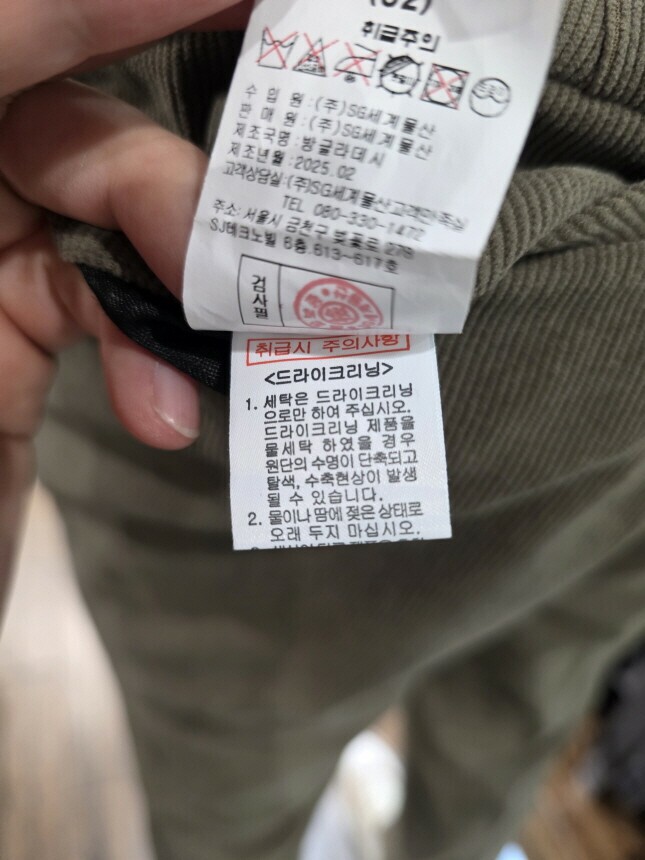 취급주의
드라이
수 입 원 : (주)SG세계물산
판 매 원 : (주)SG세계물산
제조국명 : 방글라데시
제조년월 : 2025.02
고객상담실:(주)SG세계물산고객만족실
TEL 080-330-1472
주소: 서울시 금천구 벚꽃로 278
SJ테크노빌 6층 613-617호
검사필
취급시 주의사항
<드라이크리닝>
1. 세탁은 드라이크리닝
으로만 하여 주십시오.
드라이크리닝 제품을
물세탁 하였을 경우
원단의 수명이 단축되고
탈색, 수축현상이 발생
될 수 있습니다.
2. 물이나 땀에 젖은 상태로
오래 두지 마십시오.